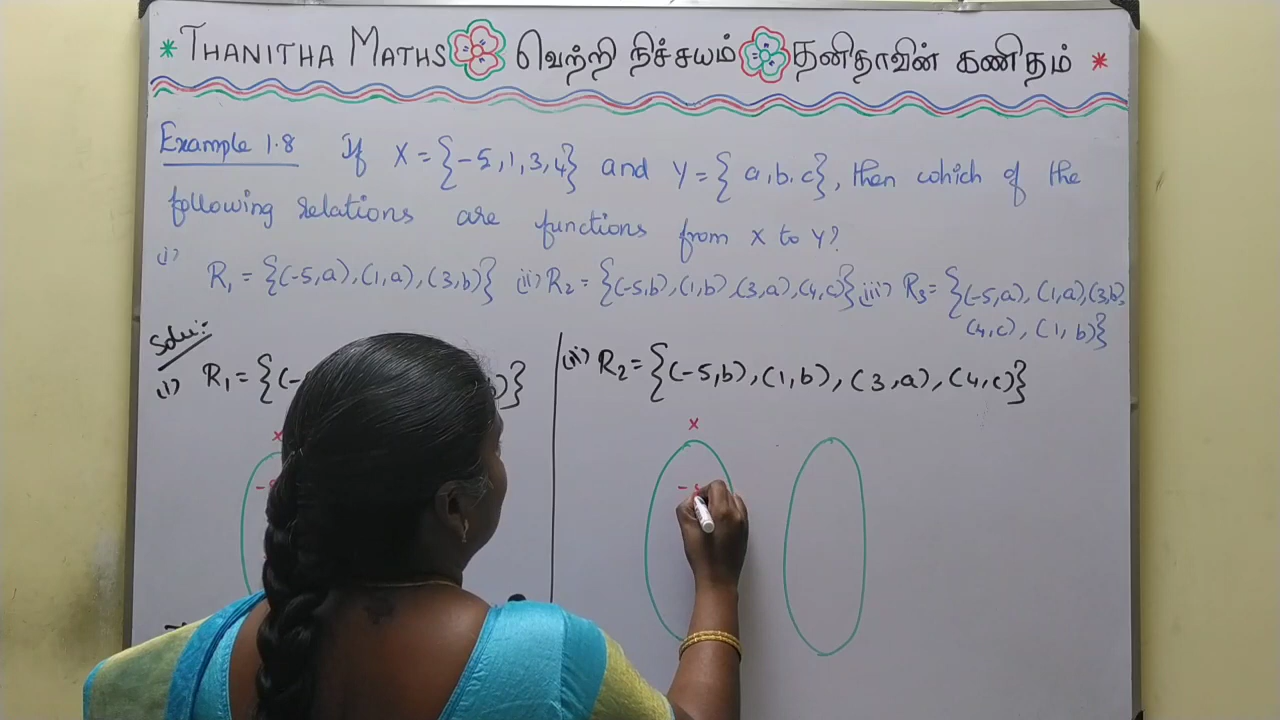 * THANITHA MATHS வெற்றி நிச்சயம் தனிதாவின் கணிதம் *
Example 1.8 If X = {-5, 1, 3, 4} and Y = { a, b, c}, then which of the
following relations are functions from X to Y?
(i) R₁ = {(-5,a), (1,a), (3,b)} (ii) R₂ = {(-5,b), (1,b), (3,a), (4,c)} (iii) R₃ = {(-5,a), (1,a), (3,b),
(4,c), (1, b)}
Solu:-
(i) R₁ = {(- )}
(ii) R₂ = {(-5,b), (1,b), (3,a), (4,c)}
x
x
-5